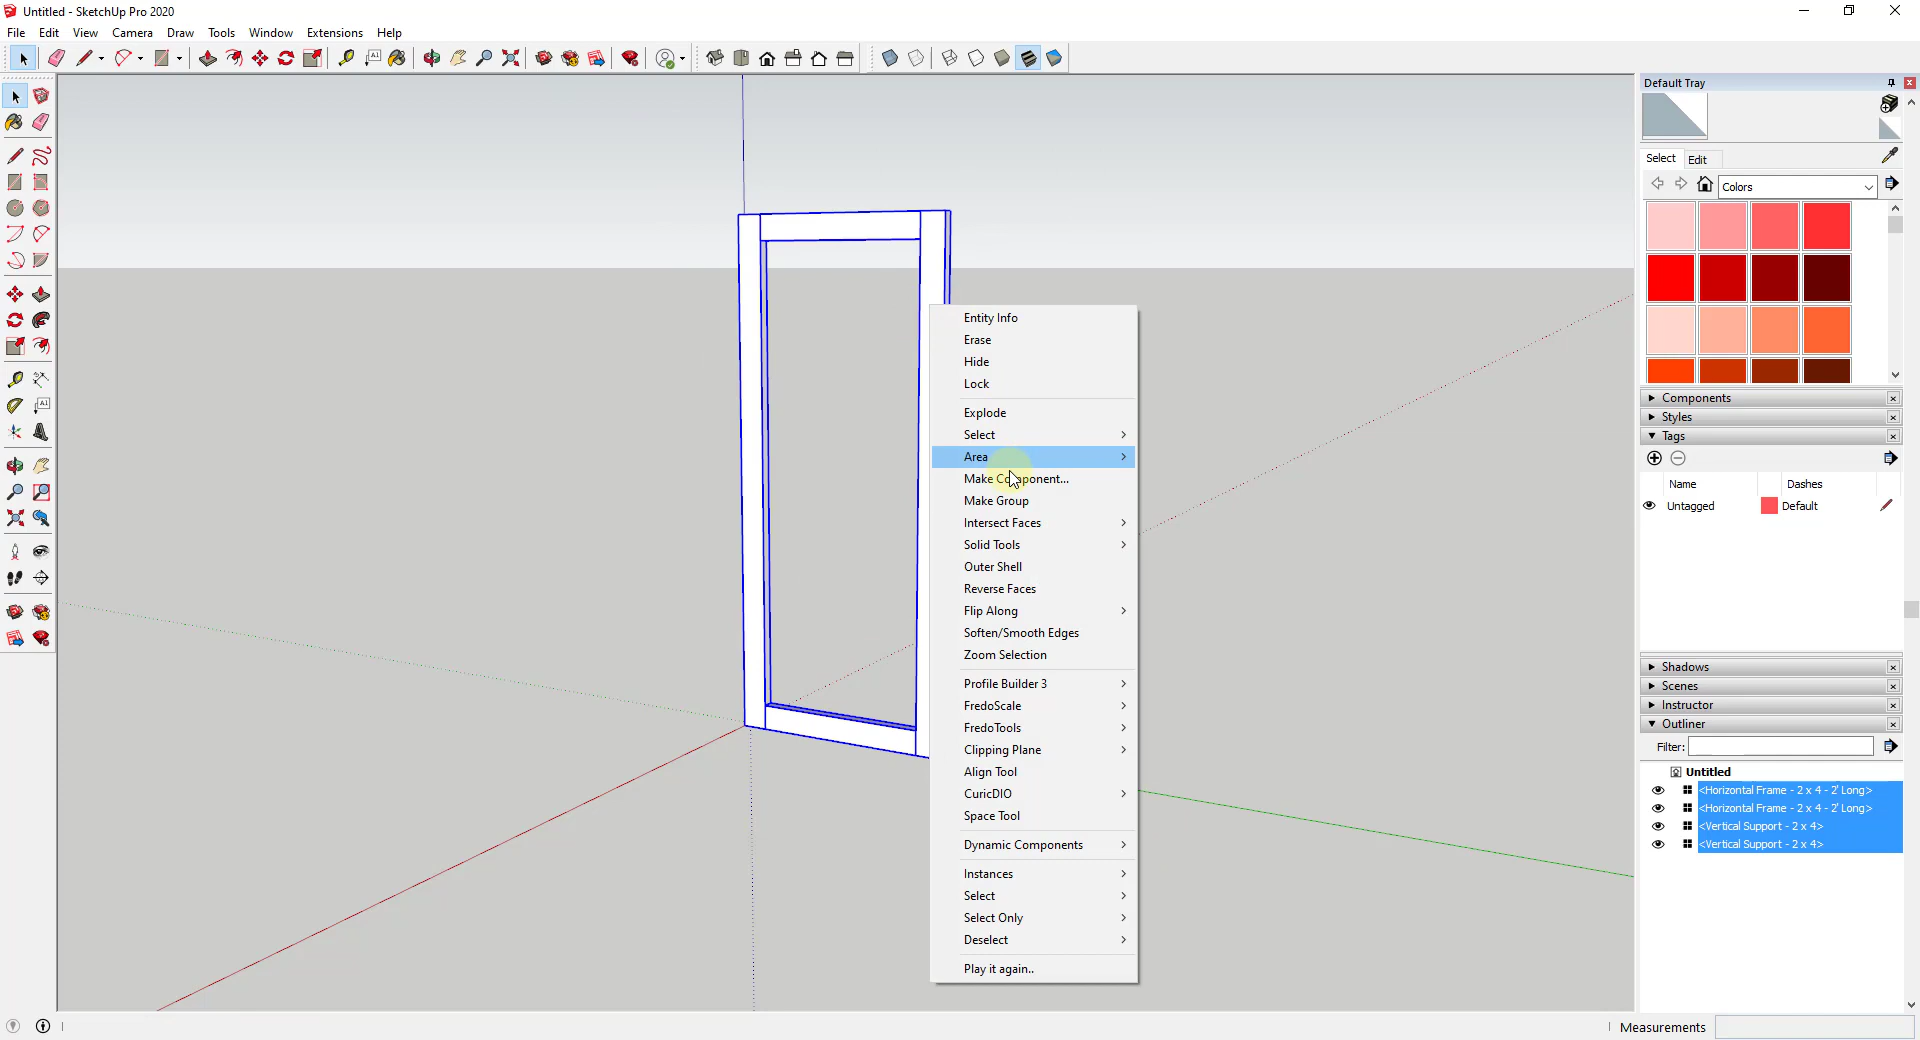 Untitled - SketchUp Pro 2020
File Edit View Camera Draw Tools Window Extensions Help
Default Tray
Select Edit
Colors
Components
Styles
Tags
Name Dashes
Untagged Default
Shadows
Scenes
Instructor
Outliner
Filter:
Untitled
<Horizontal Frame - 2 x 4 - 2' Long>
<Horizontal Frame - 2 x 4 - 2' Long>
<Vertical Support - 2 x 4>
<Vertical Support - 2 x 4>
Entity Info
Erase
Hide
Lock
Explode
Select
Area
Make Component...
Make Group
Intersect Faces
Solid Tools
Outer Shell
Reverse Faces
Flip Along
Soften/Smooth Edges
Zoom Selection
Profile Builder 3
FredoScale
FredoTools
Clipping Plane
Align Tool
CuricDIO
Space Tool
Dynamic Components
Instances
Select
Select Only
Deselect
Play it again..
Measurements